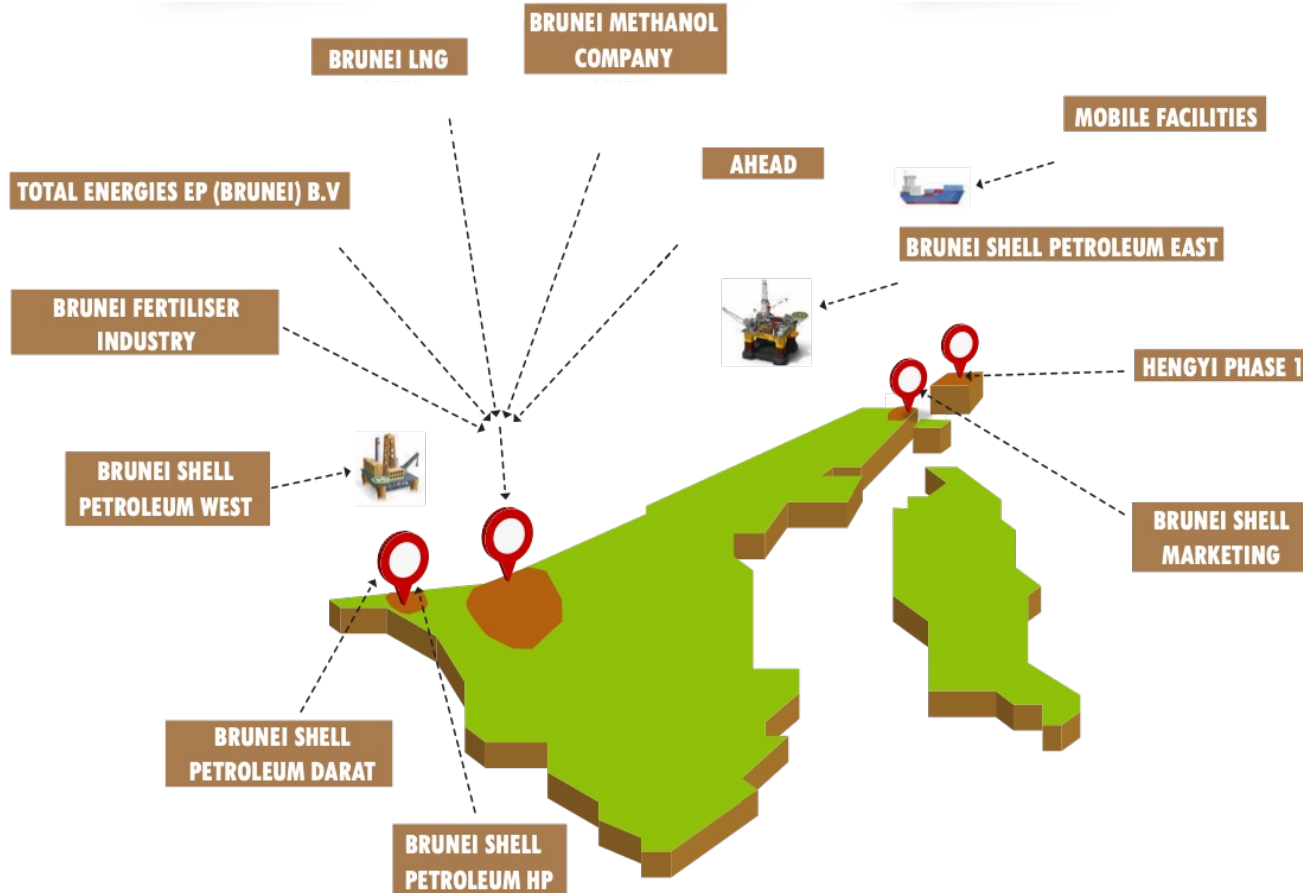 BRUNEI LNG
BRUNEI METHANOL
COMPANY
MOBILE FACILITIES
AHEAD
TOTAL ENERGIES EP (BRUNEI) B.V
BRUNEI SHELL PETROLEUM EAST
BRUNEI FERTILISER
INDUSTRY
HENGYI PHASE 1
BRUNEI SHELL
PETROLEUM WEST
BRUNEI SHELL
MARKETING
BRUNEI SHELL
PETROLEUM DARAT
BRUNEI SHELL
PETROLEUM HP